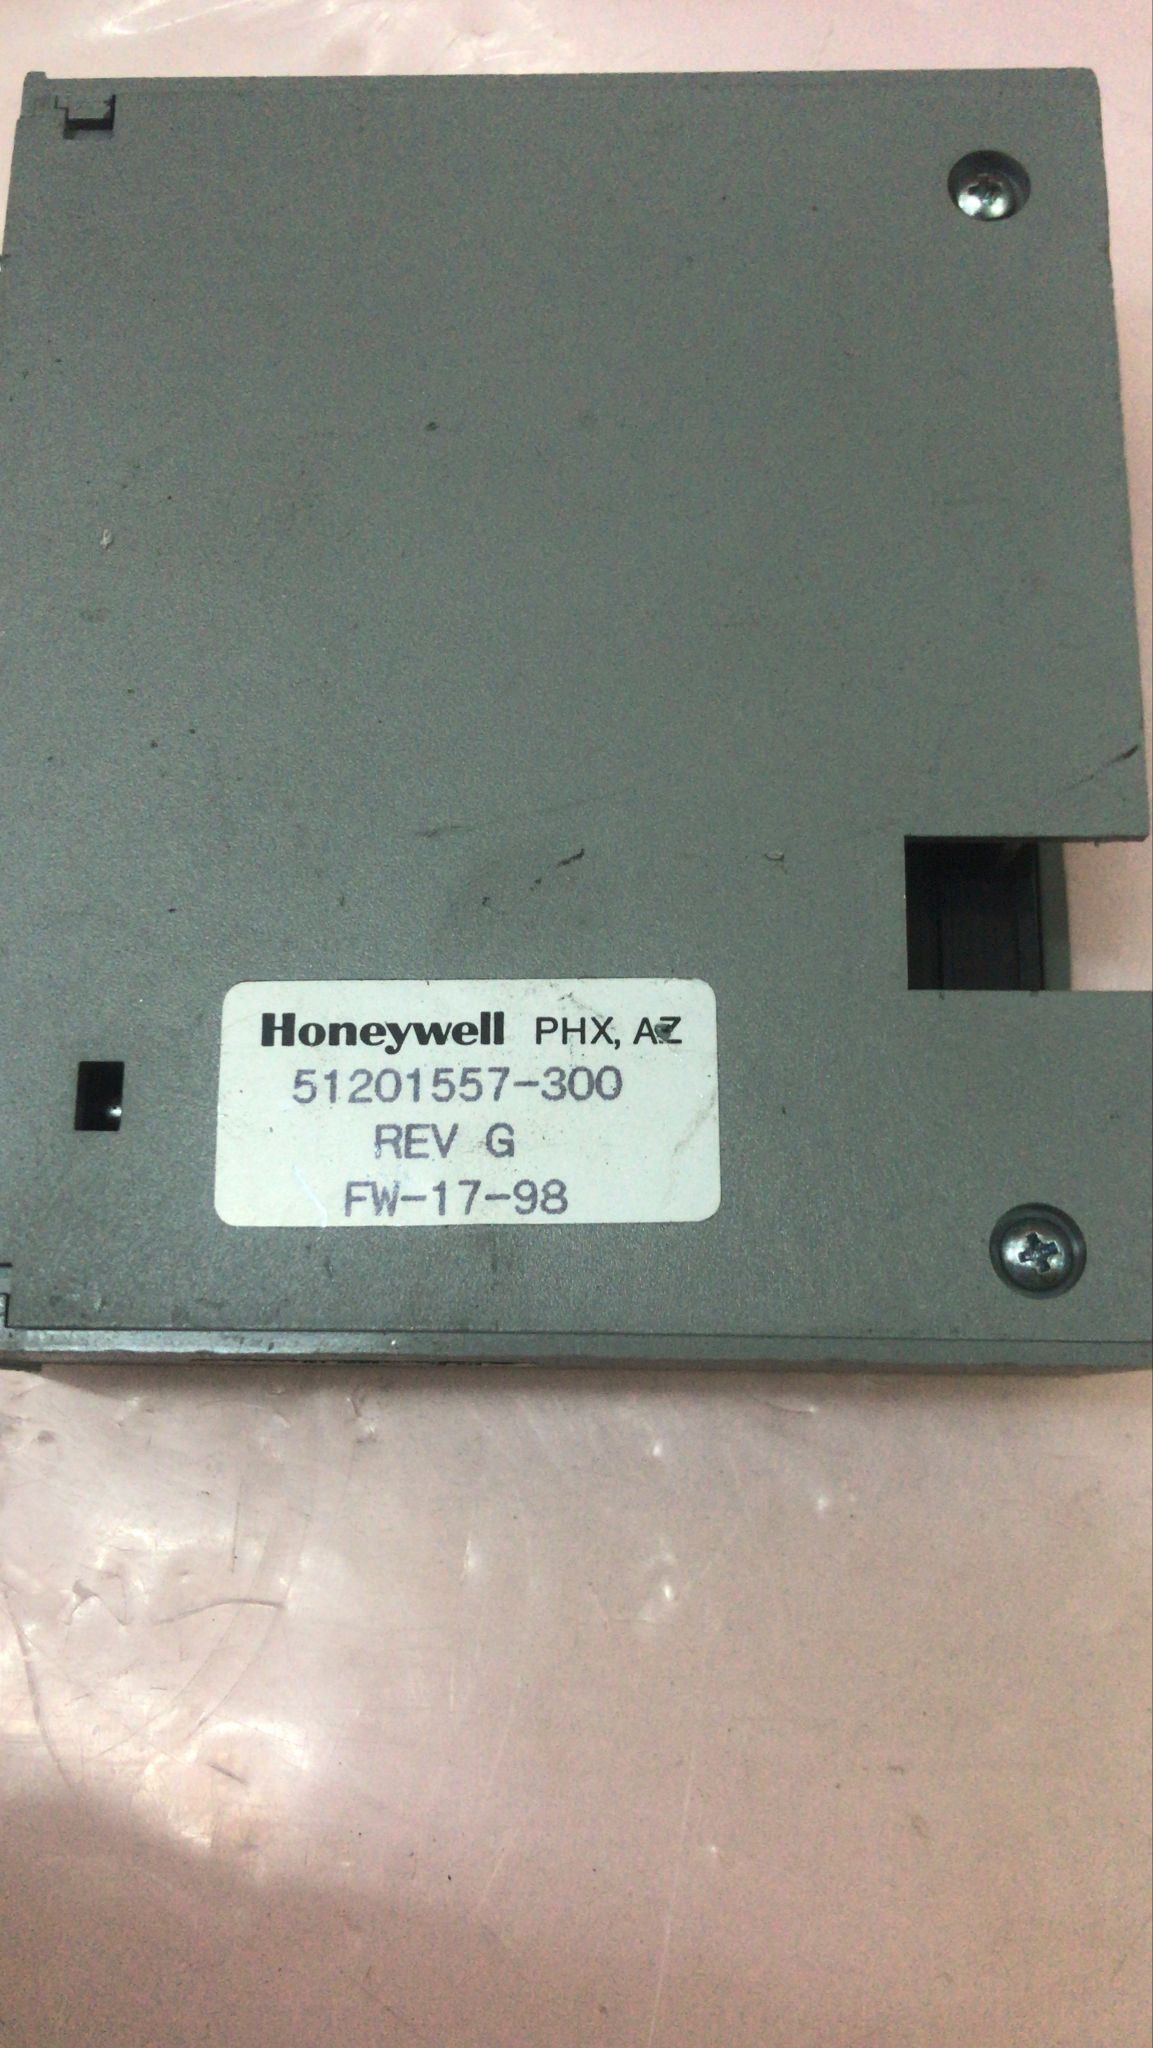 Honeywell PHX, AZ
51201557-300
REV G
FW-17-98